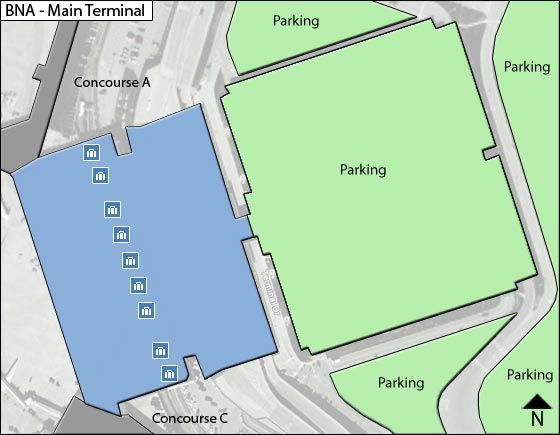 BNA - Main Terminal
Parking
Parking
Concourse A
Parking
Terminal Dr
Parking
Parking
Concourse C
N